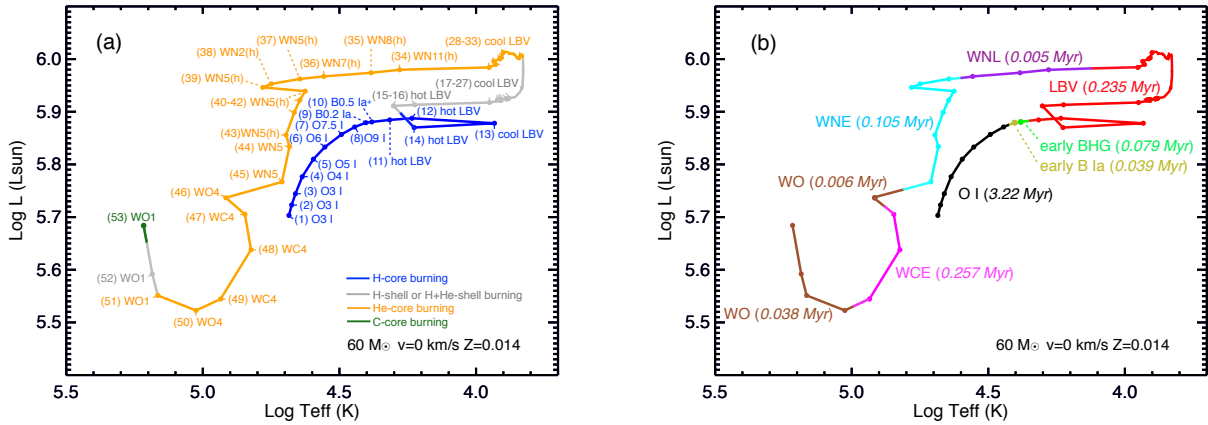 (a)
6.0
5.9
5.8
5.7
5.6
5.5
Log L (Lsun)
5.5
5.0
4.5
4.0
Log Teff (K)
(37) WN5(h)
(35) WN8(h)
(28-33) cool LBV
(38) WN2(h)
(36) WN7(h)
(34) WN11(h)
(39) WN5(h)
(17-27) cool LBV
(15-16) hot LBV
(40-42) WN5(h)
(10) B0.5 Ia+
(9) B0.2 Ia
(12) hot LBV
(7) O7.5 I
(43)WN5(h)
(6) O6 I
(8)O9 I
(14) hot LBV
(13) cool LBV
(44) WN5
(11) hot LBV
(5) O5 I
(45) WN5
(4) O4 I
(46) WO4
(3) O3 I
(2) O3 I
(47) WC4
(1) O3 I
(53) WO1
(48) WC4
(52) WO1
(51) WO1
(49) WC4
(50) WO4
H-core burning
H-shell or H+He-shell burning
He-core burning
C-core burning
60 M☉ v=0 km/s Z=0.014
(b)
6.0
5.9
5.8
5.7
5.6
5.5
Log L (Lsun)
5.5
5.0
4.5
4.0
Log Teff (K)
WNL (0.005 Myr)
LBV (0.235 Myr)
WNE (0.105 Myr)
early BHG (0.079 Myr)
early B Ia (0.039 Myr)
WO (0.006 Myr)
O I (3.22 Myr)
WCE (0.257 Myr)
WO (0.038 Myr)
60 M☉ v=0 km/s Z=0.014